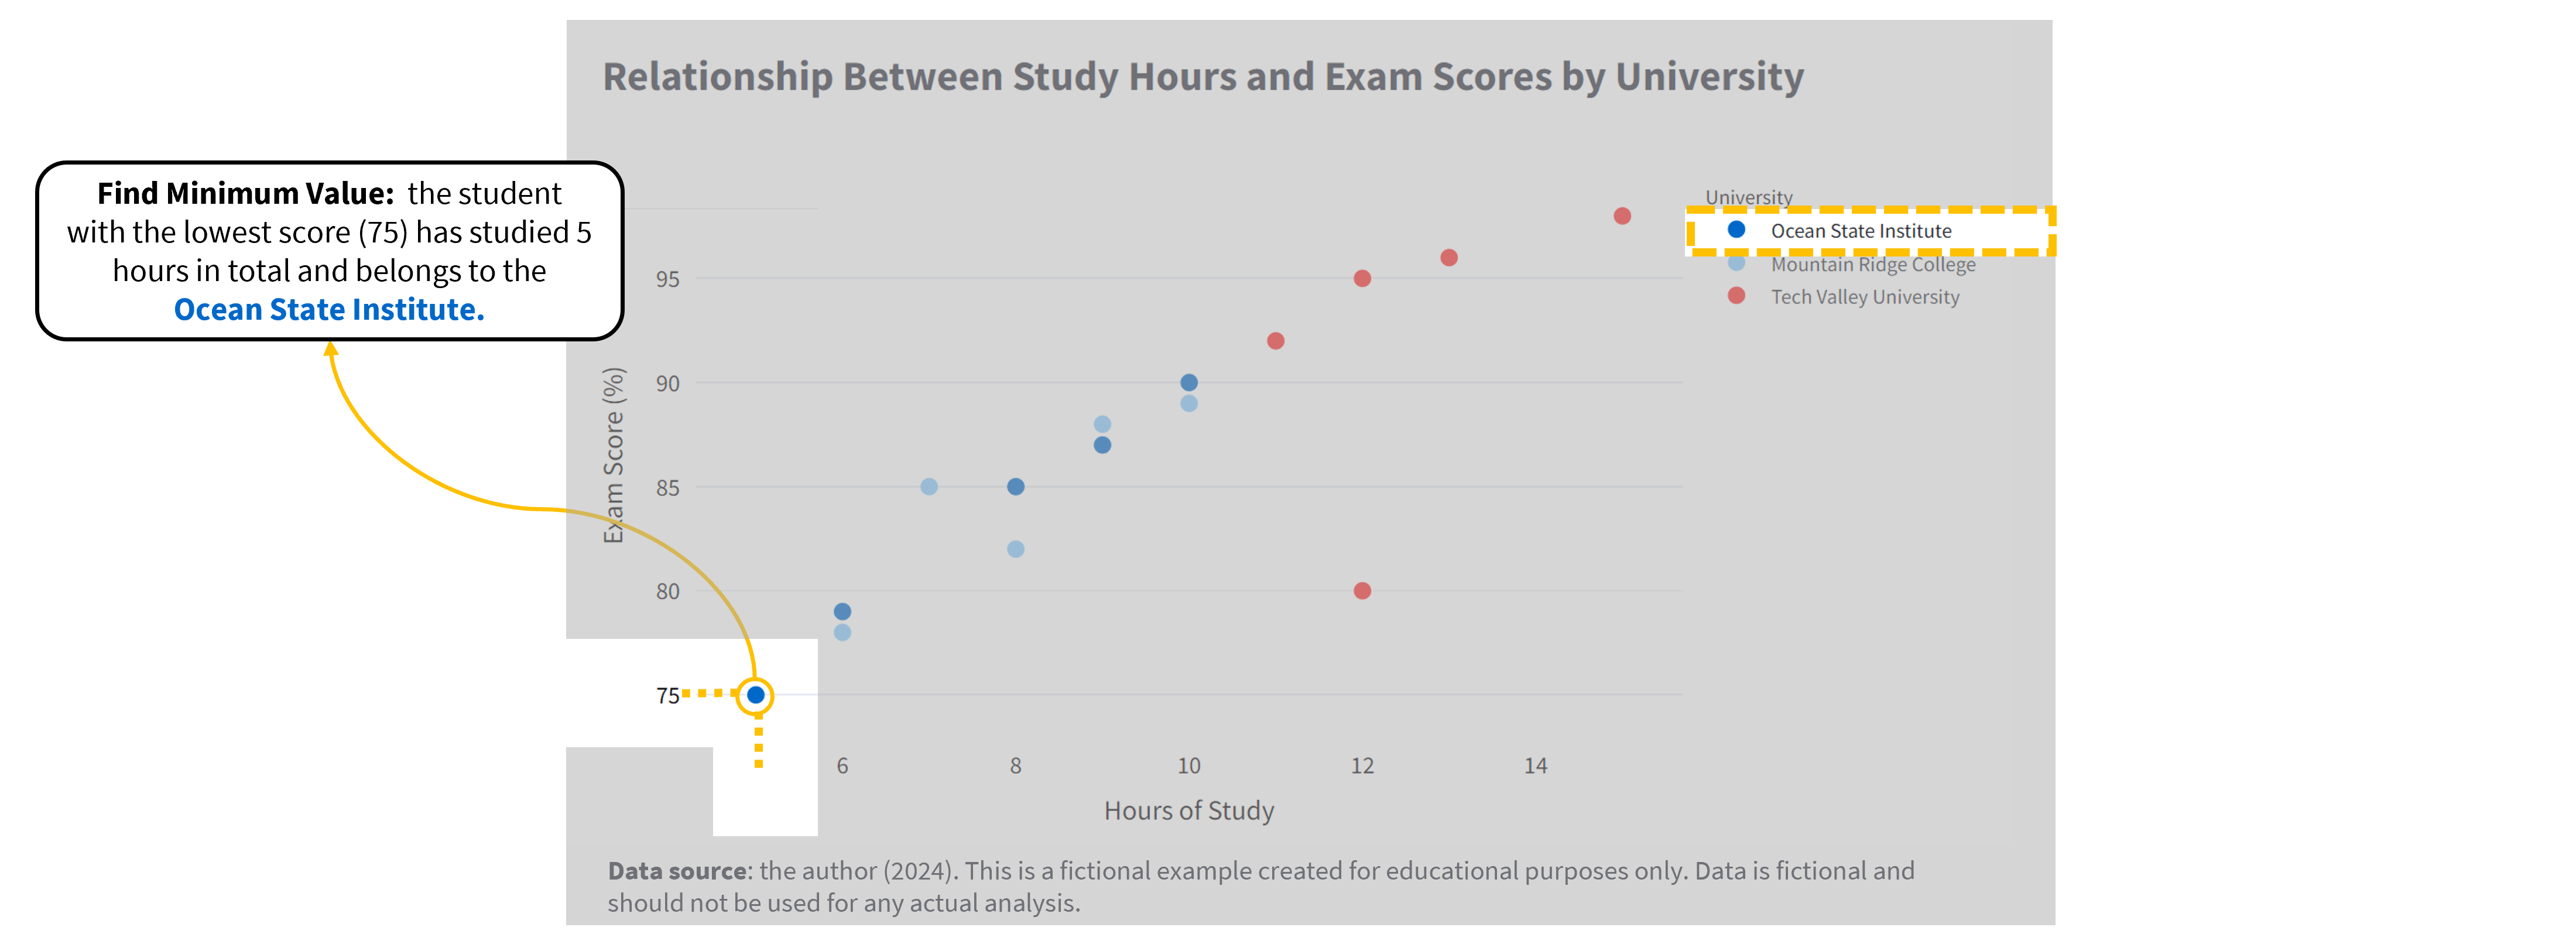 Relationship Between Study Hours and Exam Scores by University
Find Minimum Value: the student
with the lowest score (75) has studied 5
hours in total and belongs to the
Ocean State Institute.
University
Ocean State Institute
Mountain Ridge College
Tech Valley University
Exam Score (%)
95
90
85
80
75
6 8 10 12 14
Hours of Study
Data source: the author (2024). This is a fictional example created for educational purposes only. Data is fictional and
should not be used for any actual analysis.